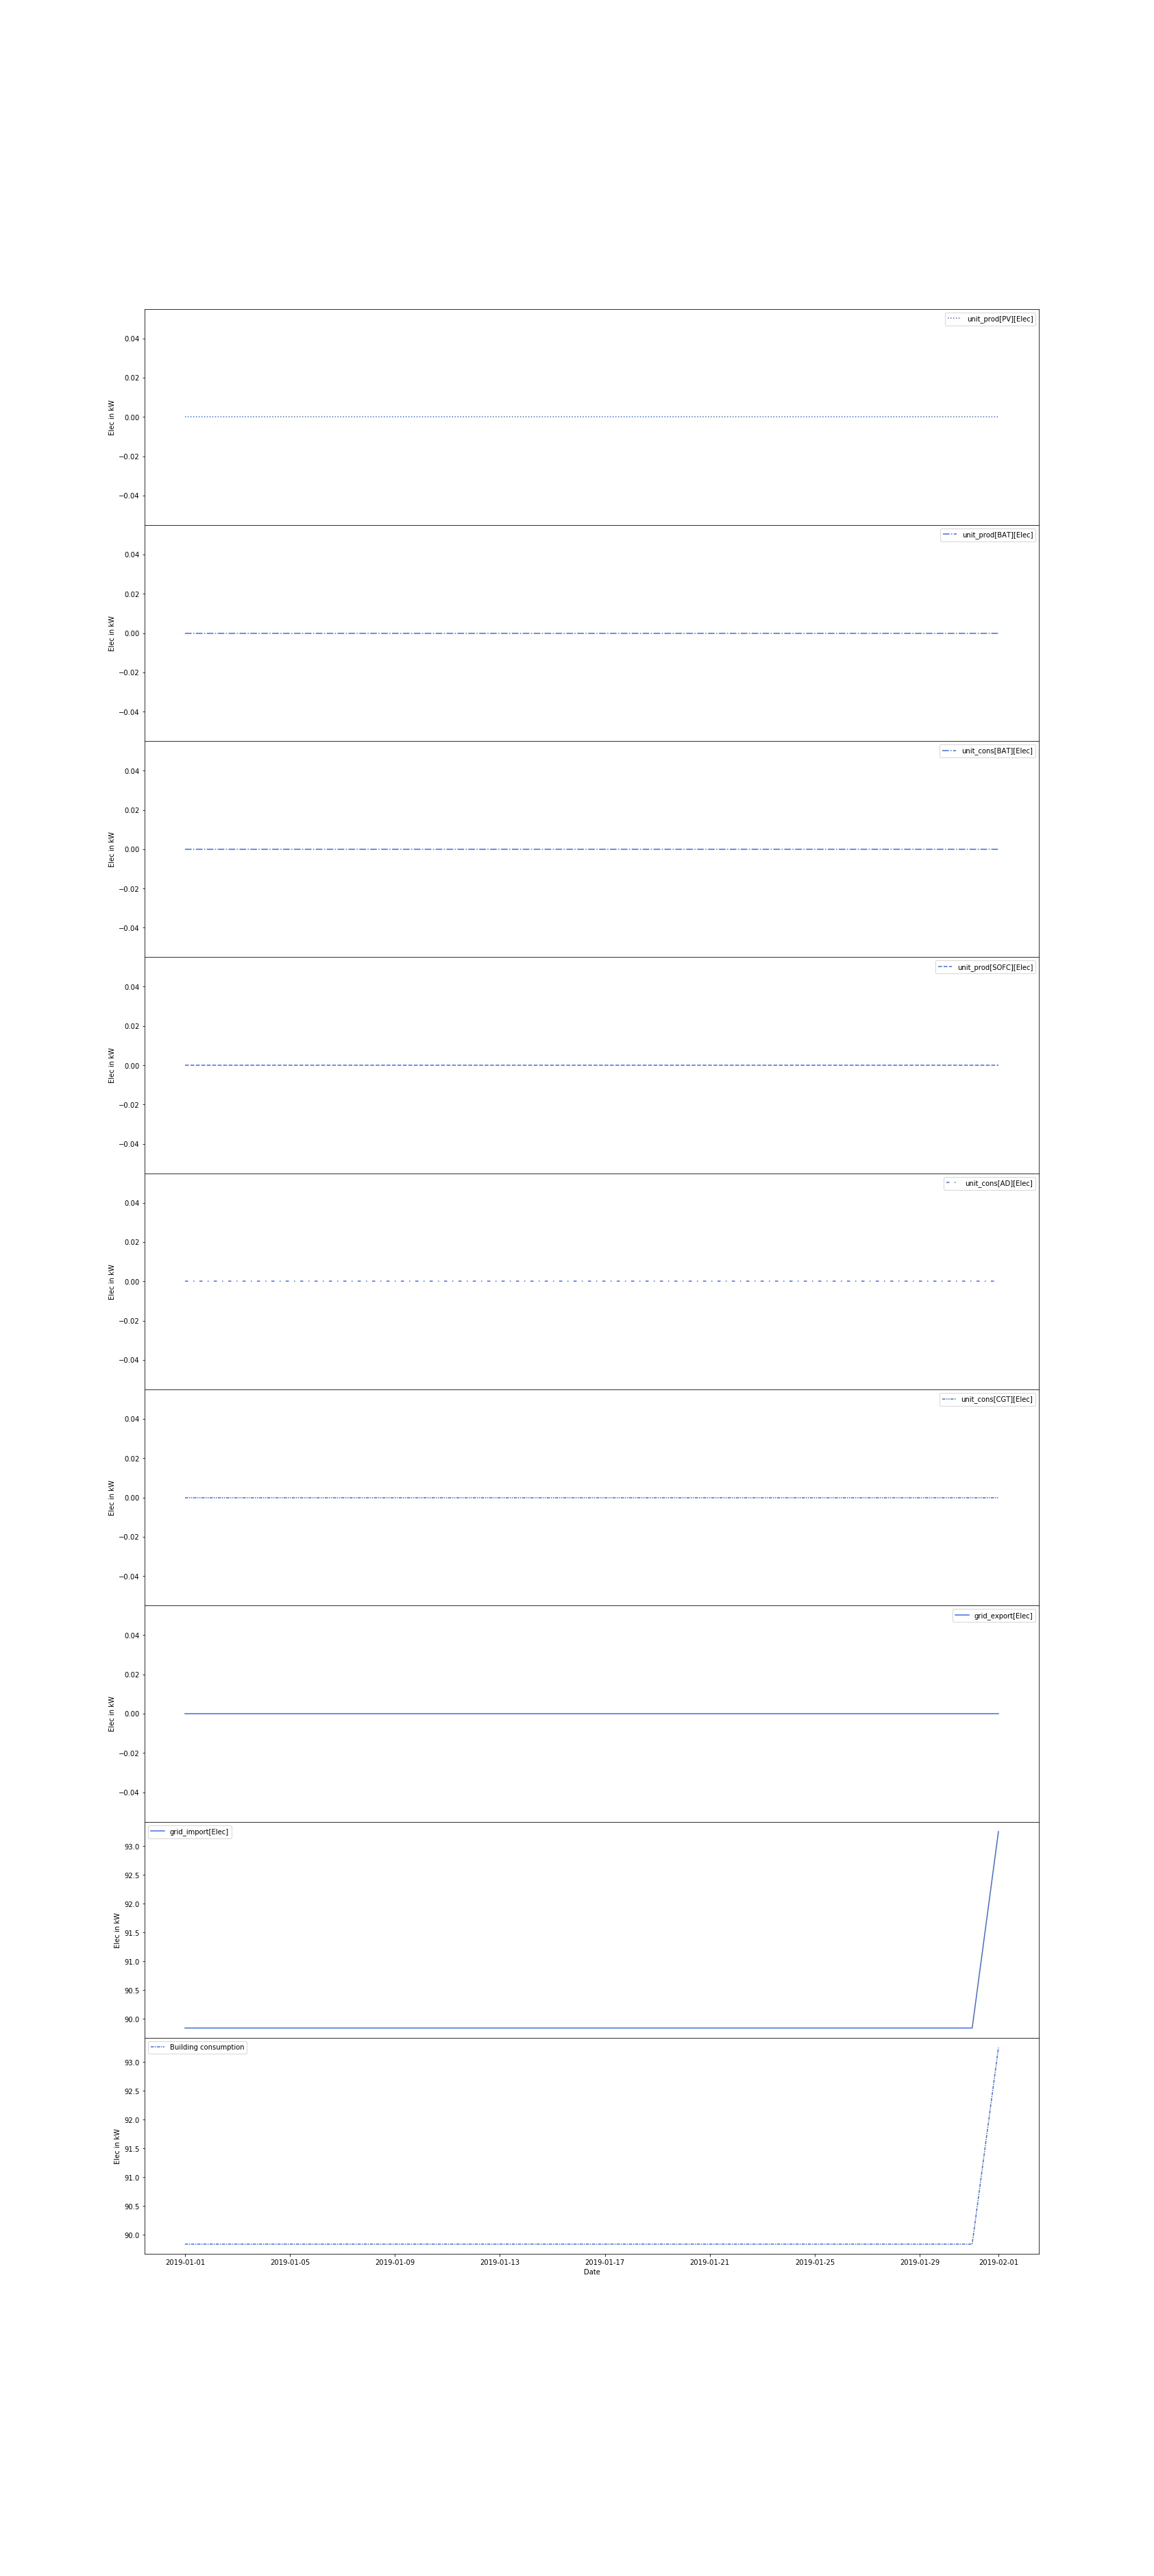 unit_prod[PV][Elec]
0.04
0.02
0.00
−0.02
−0.04
Elec in kW
unit_prod[BAT][Elec]
0.04
0.02
0.00
−0.02
−0.04
Elec in kW
unit_cons[BAT][Elec]
0.04
0.02
0.00
−0.02
−0.04
Elec in kW
unit_prod[SOFC][Elec]
0.04
0.02
0.00
−0.02
−0.04
Elec in kW
unit_cons[AD][Elec]
0.04
0.02
0.00
−0.02
−0.04
Elec in kW
unit_cons[CGT][Elec]
0.04
0.02
0.00
−0.02
−0.04
Elec in kW
grid_export[Elec]
0.04
0.02
0.00
−0.02
−0.04
Elec in kW
grid_import[Elec]
93.0
92.5
92.0
91.5
91.0
90.5
90.0
Elec in kW
Building consumption
93.0
92.5
92.0
91.5
91.0
90.5
90.0
Elec in kW
2019-01-01 2019-01-05 2019-01-09 2019-01-13 2019-01-17 2019-01-21 2019-01-25 2019-01-29 2019-02-01
Date